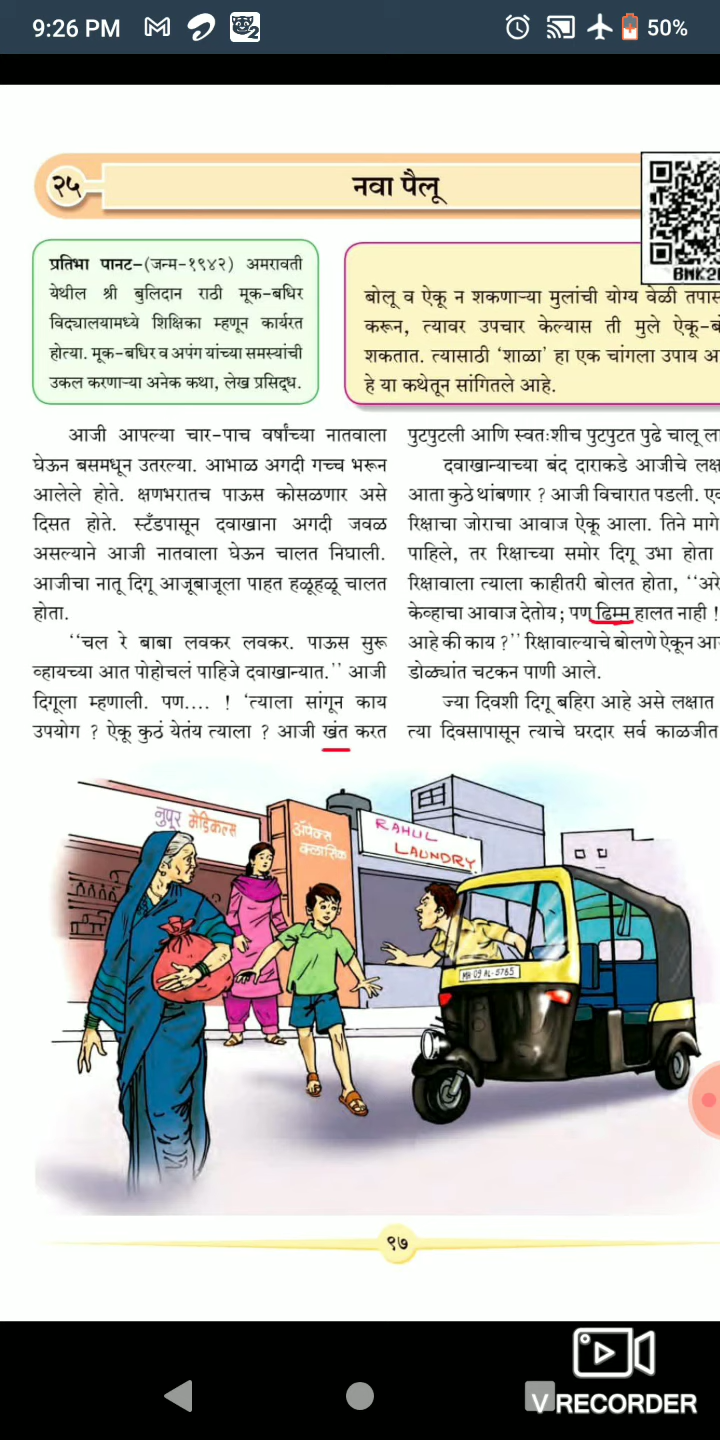 9:26 PM
50%
२५
नवा पैलू
BMK2
प्रतिभा पानट-(जन्म-१९४२) अमरावती
येथील श्री बुलिदान राठी मूक-बधिर
विद्यालयामध्ये शिक्षिका म्हणून कार्यरत
होत्या. मूक-बधिर व अपंग यांच्या समस्यांची
उकल करणाऱ्या अनेक कथा, लेख प्रसिद्ध.
बोलू व ऐकू न शकणाऱ्या मुलांची योग्य वेळी तपास
करून, त्यावर उपचार केल्यास ती मुले ऐकू-ब
शकतात. त्यासाठी ‘शाळा’ हा एक चांगला उपाय अ
हे या कथेतून सांगितले आहे.
आजी आपल्या चार-पाच वर्षांच्या नातवाला
घेऊन बसमधून उतरल्या. आभाळ अगदी गच्च भरून
आलेले होते. क्षणभरातच पाऊस कोसळणार असे
दिसत होते. स्टँडपासून दवाखाना अगदी जवळ
असल्याने आजी नातवाला घेऊन चालत निघाली.
आजीचा नातू दिगू आजूबाजूला पाहत हळूहळू चालत
होता.
‘‘चल रे बाबा लवकर लवकर. पाऊस सुरू
व्हायच्या आत पोहोचलं पाहिजे दवाखान्यात.’’ आजी
दिगूला म्हणाली. पण.... ! ‘त्याला सांगून काय
उपयोग ? ऐकू कुठं येतंय त्याला ? आजी खंत करत
पुटपुटली आणि स्वतःशीच पुटपुटत पुढे चालू ला
दवाखान्याच्या बंद दाराकडे आजीचे लक्ष
आता कुठे थांबणार ? आजी विचारात पडली. ए
रिक्षाचा जोराचा आवाज ऐकू आला. तिने मागे
पाहिले, तर रिक्षाच्या समोर दिगू उभा होता
रिक्षावाला त्याला काहीतरी बोलत होता, ‘‘अरे
केव्हाचा आवाज देतोय; पण ढिम्म हालत नाही !
आहे की काय ?’’ रिक्षावाल्याचे बोलणे ऐकून आ
डोळ्यांत चटकन पाणी आले.
ज्या दिवशी दिगू बहिरा आहे असे लक्षात
त्या दिवसापासून त्याचे घरदार सर्व काळजीत
नुपूर मेडिकल्स
ॲपेक्स
क्लासिक
RAHUL
LAUNDRY
MH 09 AL-5785
९७
V RECORDER